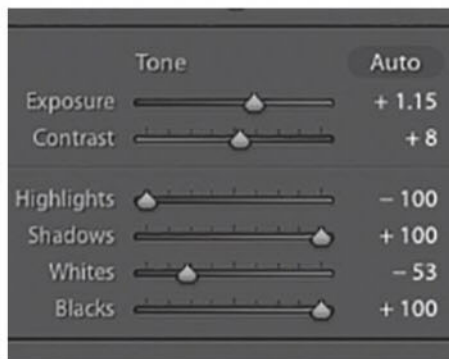 Tone Auto
Exposure + 1.15
Contrast + 8
Highlights − 100
Shadows + 100
Whites − 53
Blacks + 100